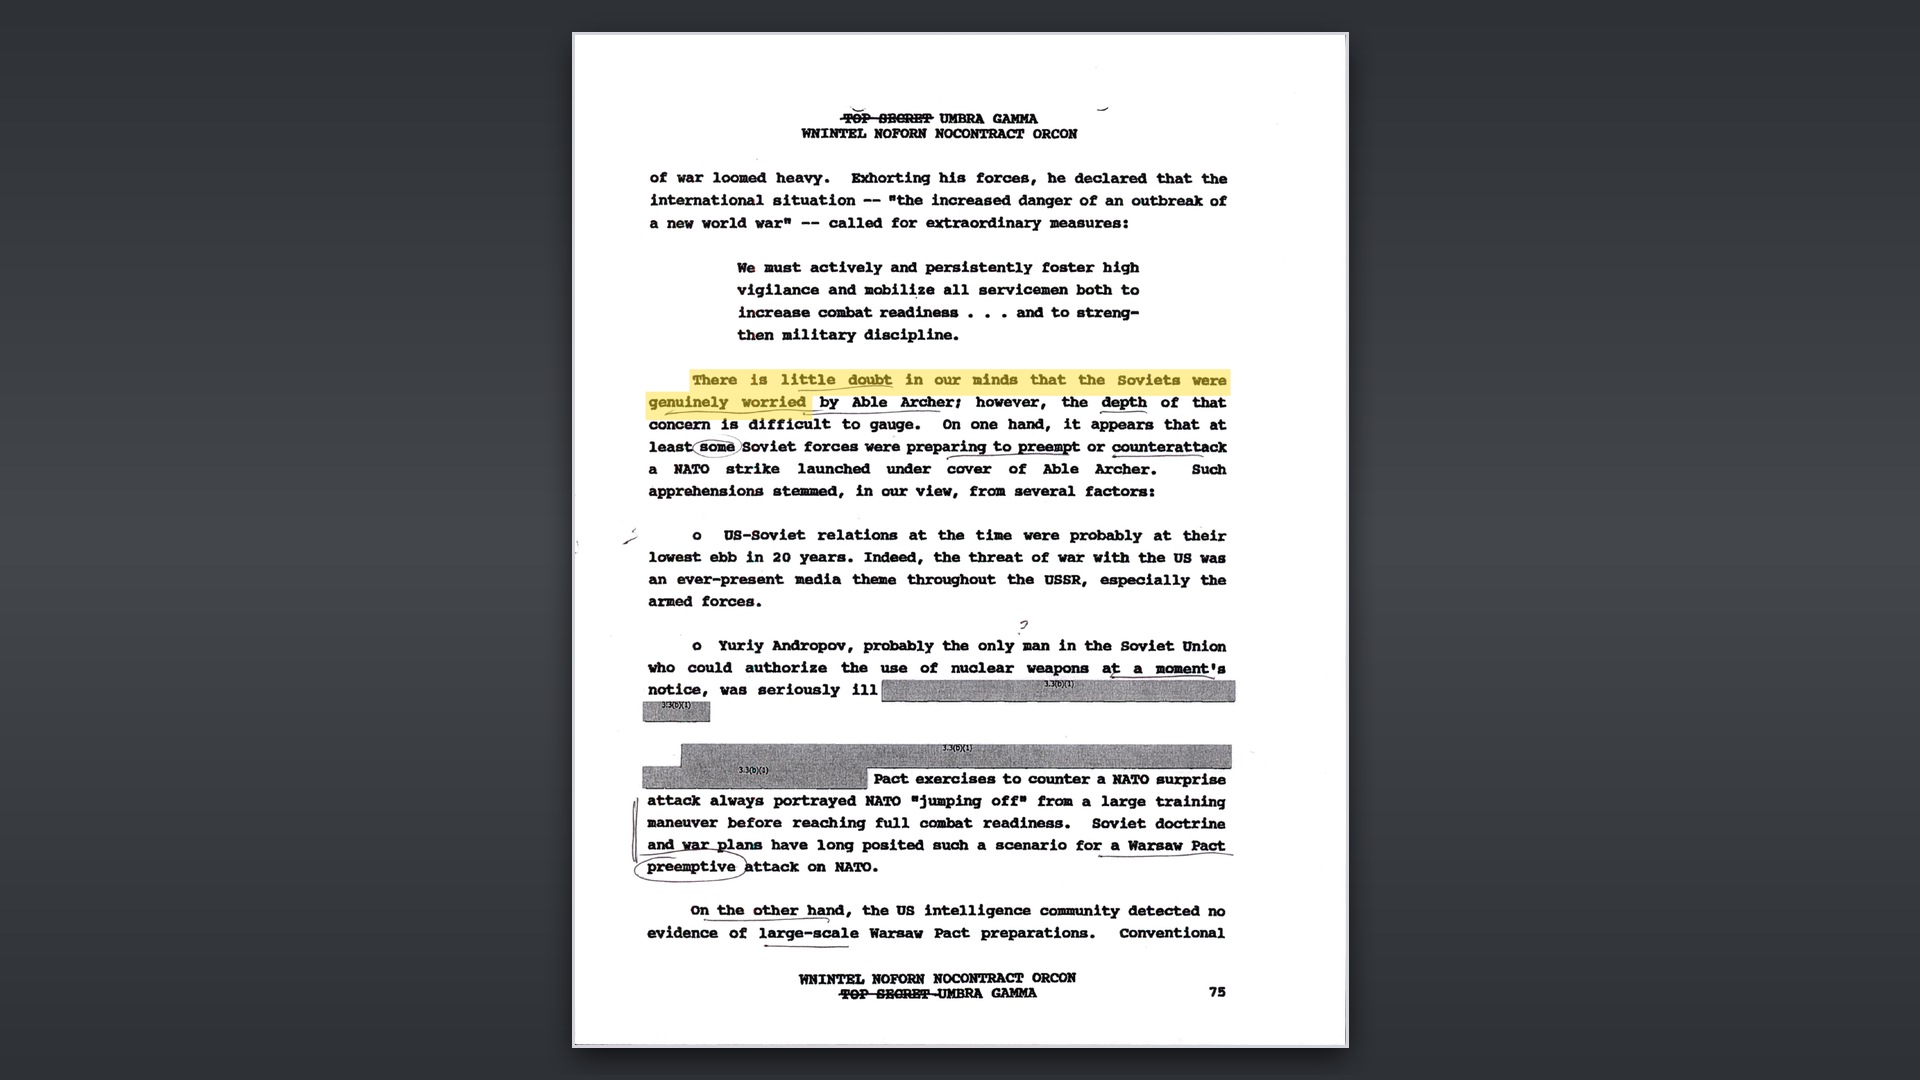 TOP SECRET UMBRA GAMMA
WNINTEL NOFORN NOCONTRACT ORCON
of war loomed heavy. Exhorting his forces, he declared that the
international situation -- "the increased danger of an outbreak of
a new world war" -- called for extraordinary measures:
We must actively and persistently foster high
vigilance and mobilize all servicemen both to
increase combat readiness . . . and to streng-
then military discipline.
There is little doubt in our minds that the Soviets were
genuinely worried by Able Archer; however, the depth of that
concern is difficult to gauge. On one hand, it appears that at
least some Soviet forces were preparing to preempt or counterattack
a NATO strike launched under cover of Able Archer. Such
apprehensions stemmed, in our view, from several factors:
o US-Soviet relations at the time were probably at their
lowest ebb in 20 years. Indeed, the threat of war with the US was
an ever-present media theme throughout the USSR, especially the
armed forces.
?
o Yuriy Andropov, probably the only man in the Soviet Union
who could authorize the use of nuclear weapons at a moment's
notice, was seriously ill 3.3(b)(1)
3.3(b)(1)
3.3(b)(1)
3.3(b)(1) Pact exercises to counter a NATO surprise
attack always portrayed NATO "jumping off" from a large training
maneuver before reaching full combat readiness. Soviet doctrine
and war plans have long posited such a scenario for a Warsaw Pact
preemptive attack on NATO.
On the other hand, the US intelligence community detected no
evidence of large-scale Warsaw Pact preparations. Conventional
WNINTEL NOFORN NOCONTRACT ORCON
TOP SECRET UMBRA GAMMA
75